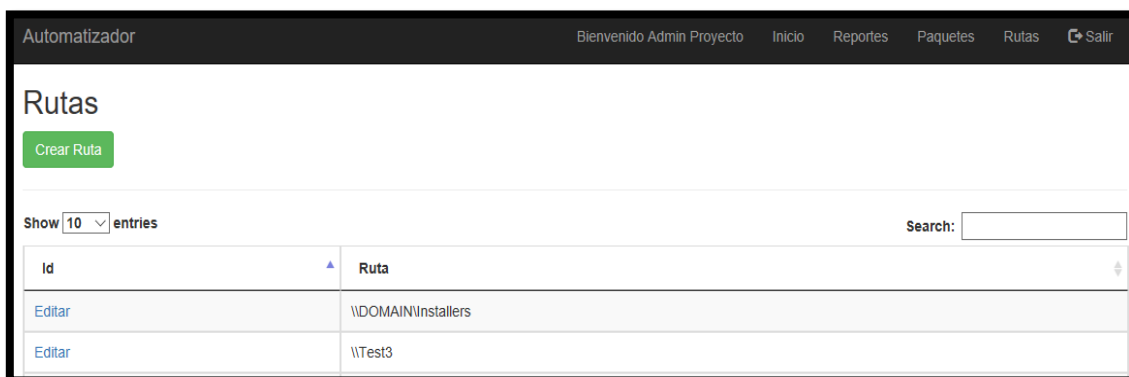 Automatizador Bienvenido Admin Proyecto Inicio Reportes Paquetes Rutas Salir
Rutas
Crear Ruta
Show 10 entries Search:
Id Ruta
Editar \\DOMAIN\Installers
Editar \\Test3